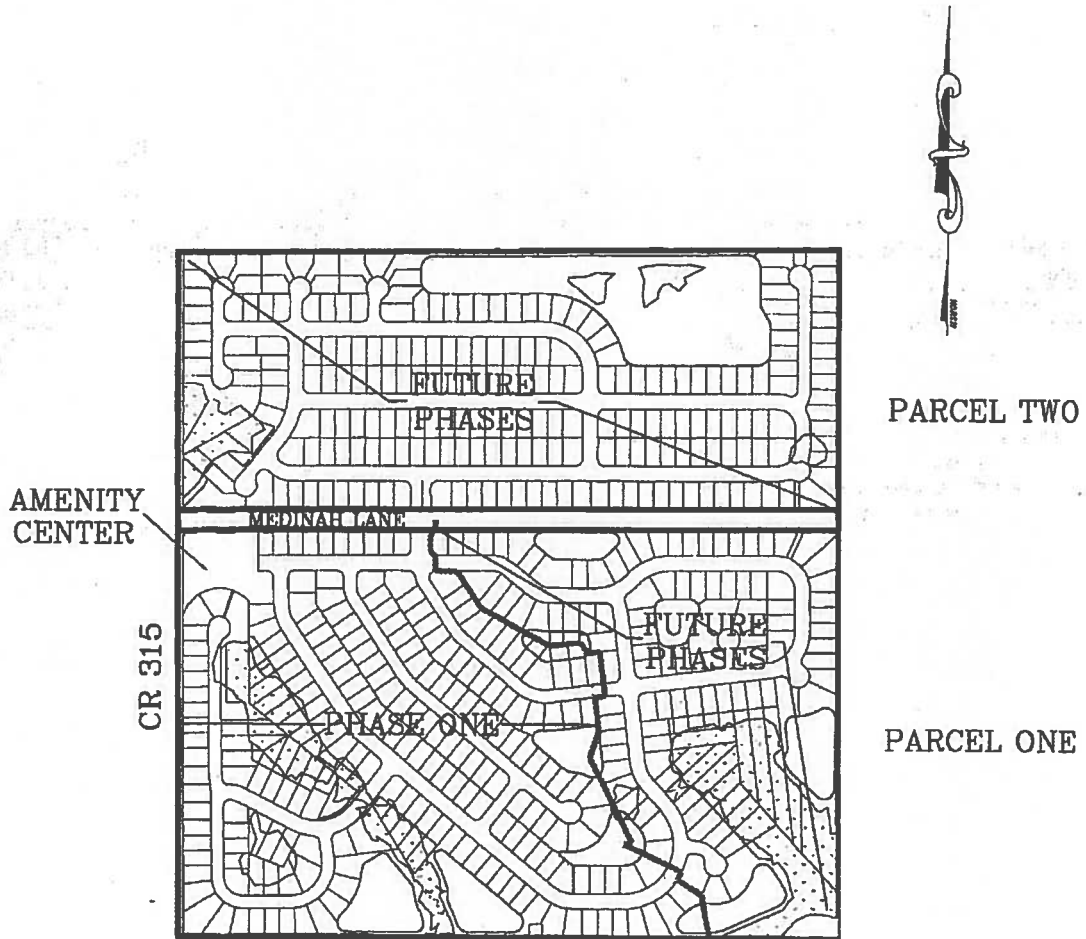 FUTURE
PHASES
PARCEL TWO
AMENITY
CENTER
MEDINAH LANE
FUTURE
PHASES
CR 315
PHASE ONE
PARCEL ONE